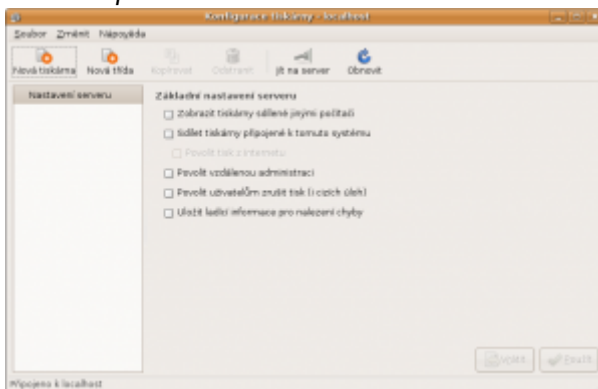 Konfigurace tiskárny - localhost
Soubor Změnit Nápověda
Nová tiskárna Nová třída Kopírovat Odstranit Jít na server Obnovit
Nastavení serveru
Základní nastavení serveru
Zobrazit tiskárny sdílené jinými počítači
Sdílet tiskárny připojené k tomuto systému
Povolit tisk z internetu
Povolit vzdálenou administraci
Povolit uživatelům zrušit tisk (i cizích úloh)
Uložit ladící informace pro nalezení chyby
Vrátit Použít
Připojeno k localhost